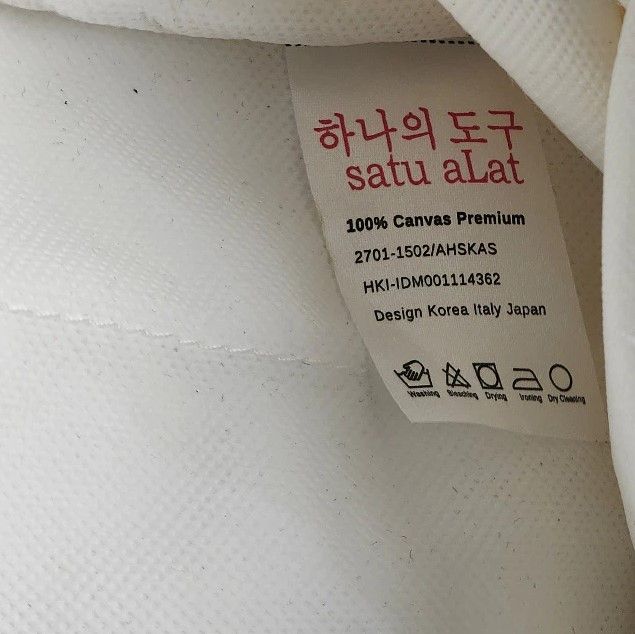 하나의 도구
satu aLat
100% Canvas Premium
2701-1502/AHSKAS
HKI-IDM001114362
Design Korea Italy Japan
Washing Bleaching Drying Ironing Dry Cleaning